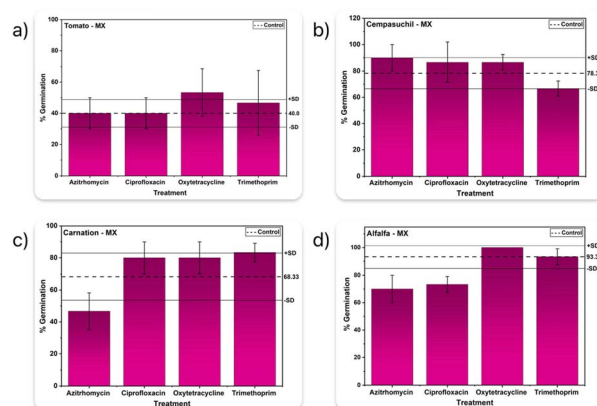 a)
Tomato - MX
Control
% Germination
100
80
60
40
20
0
+SD
40.0
-SD
Azitrhomycin Ciprofloxacin Oxytetracycline Trimethoprim
Treatment
b)
Cempasuchil - MX
Control
% Germination
120
100
80
60
40
20
0
+SD
78.3
-SD
Azitrhomycin Ciprofloxacin Oxytetracycline Trimethoprim
Treatment
c)
Carnation - MX
Control
% Germination
100
80
60
40
20
0
+SD
68.33
-SD
Azitrhomycin Ciprofloxacin Oxytetracycline Trimethoprim
Treatment
d)
Alfalfa - MX
Control
% Germination
100
80
60
40
20
0
+SD
93.3
-SD
Azitrhomycin Ciprofloxacin Oxytetracycline Trimethoprim
Treatment